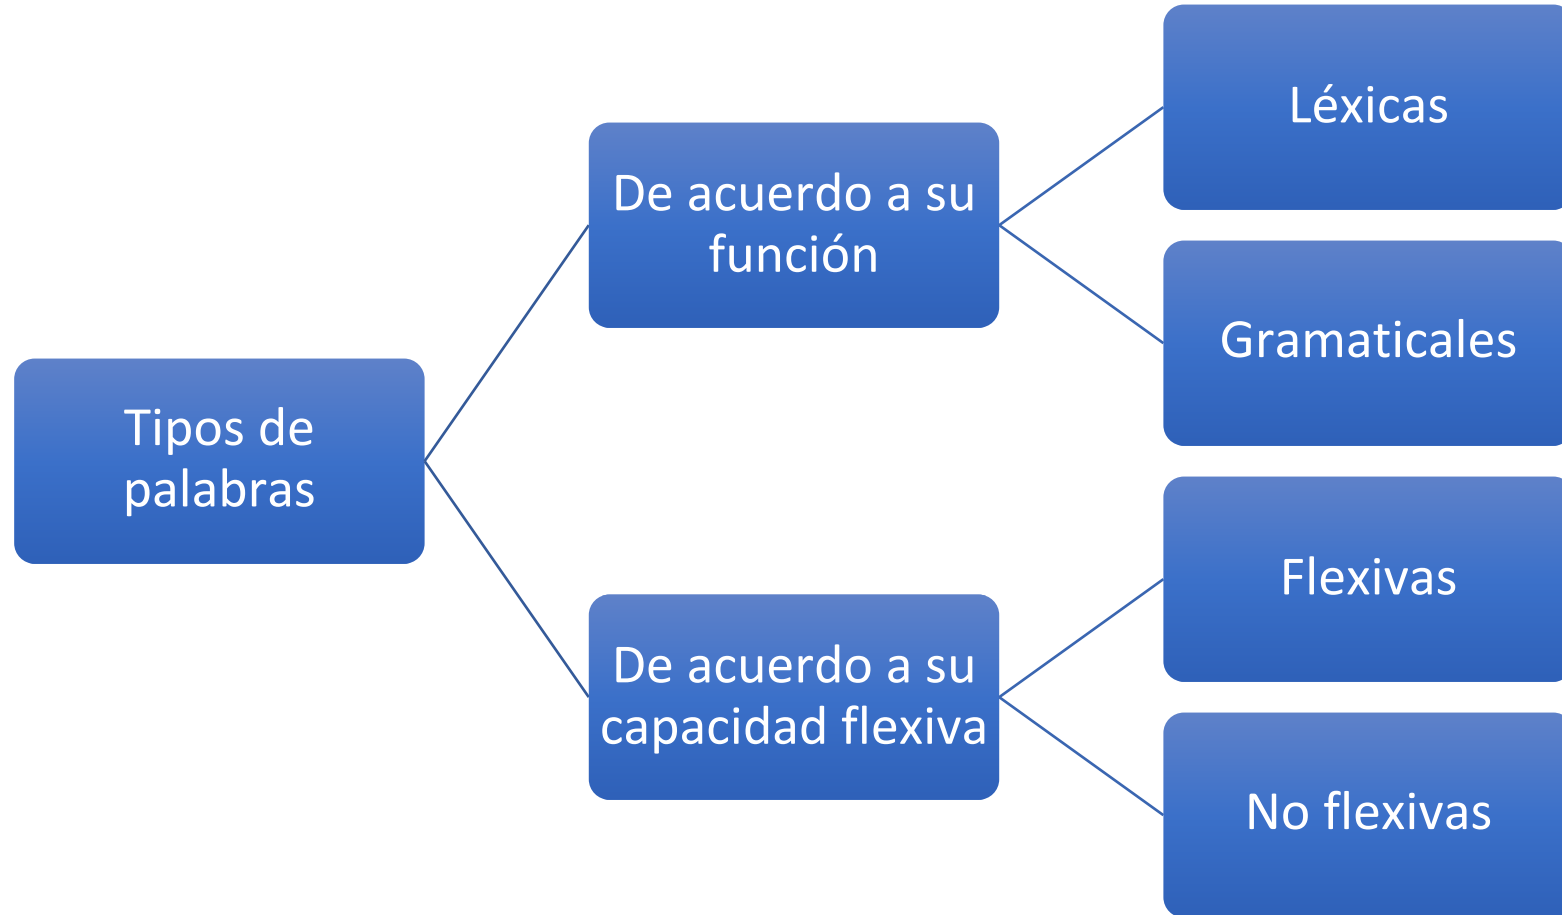 Tipos de
palabras
De acuerdo a su
función
Léxicas
Gramaticales
De acuerdo a su
capacidad flexiva
Flexivas
No flexivas